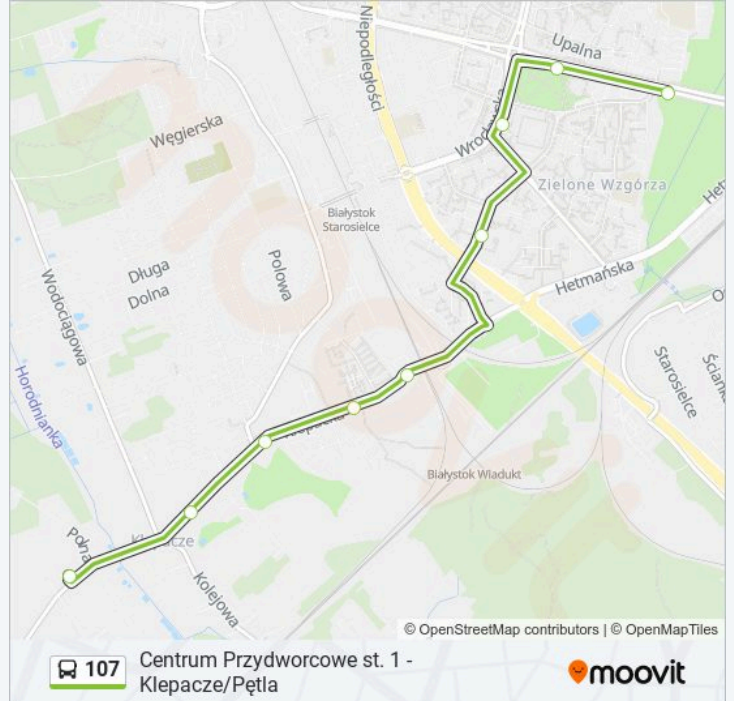 Niepodległości
Upalna
Węgierska
Wrocławska
Zielone Wzgórza
Białystok
Starosielce
Hetmańska
Długa
Dolna
Polowa
Wodociągowa
Starosielce
Horodnianka
Białystok Wiadukt
Polna
Klepacze
Kolejowa
© OpenStreetMap contributors | © OpenMapTiles
107
Centrum Przydworcowe st. 1 -
Klepacze/Pętla
moovit